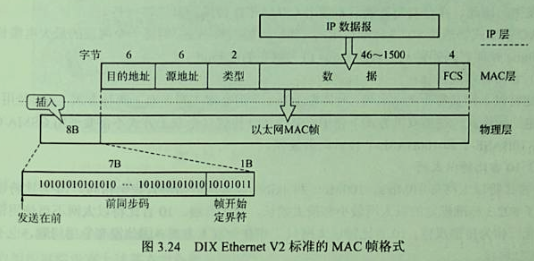 IP 数据报
IP 层
字节 6 6 2 46～1500 4
目的地址 源地址 类型 数 据 FCS MAC层
插入
8B 以太网MAC帧 物理层
7B 1B
10101010101010 … 10101010101010 10101011
前同步码 帧开始定界符
发送在前
图 3.24 DIX Ethernet V2 标准的 MAC 帧格式